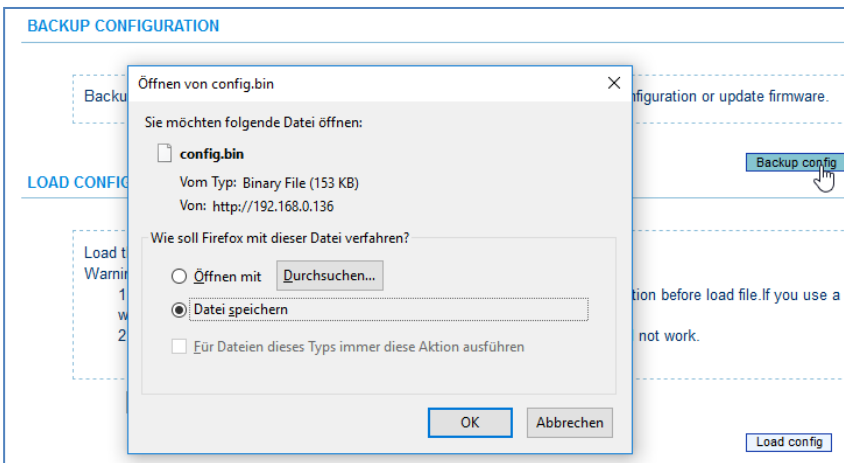 BACKUP CONFIGURATION
Öffnen von config.bin
Backu
nfiguration or update firmware.
Sie möchten folgende Datei öffnen:
config.bin
Vom Typ: Binary File (153 KB)
Von: http://192.168.0.136
Backup config
LOAD CONFIG
Wie soll Firefox mit dieser Datei verfahren?
Load t
Warnin
Öffnen mit Durchsuchen...
1
tion before load file.If you use a
Datei speichern
w
2
not work.
Für Dateien dieses Typs immer diese Aktion ausführen
OK Abbrechen
Load config